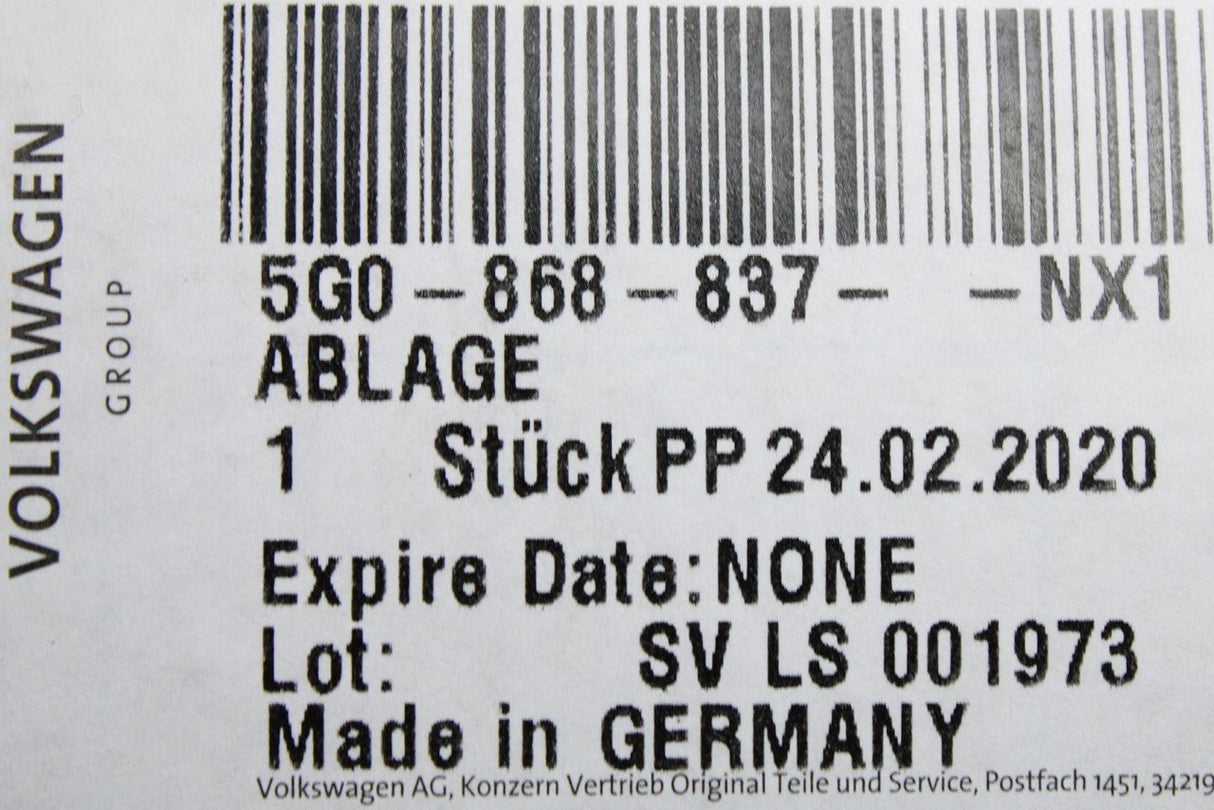 VOLKSWAGEN
GROUP
5G0-868-837- -NX1
ABLAGE
1 Stück PP 24.02.2020
Expire Date:NONE
Lot: SV LS 001973
Made in GERMANY
Volkswagen AG, Konzern Vertrieb Original Teile und Service, Postfach 1451, 34219